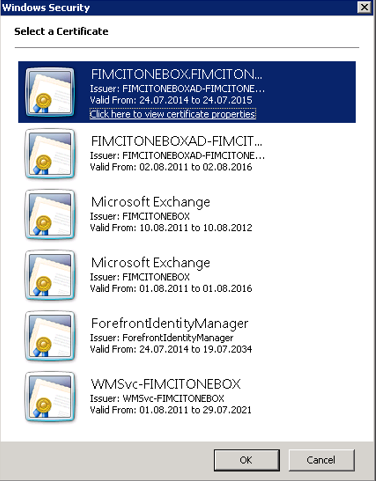 Windows Security
Select a Certificate
FIMCITONEBOX.FIMCITON...
Issuer: FIMCITONEBOXAD-FIMCITONE...
Valid From: 24.07.2014 to 24.07.2015
Click here to view certificate properties
FIMCITONEBOXAD-FIMCIT...
Issuer: FIMCITONEBOXAD-FIMCITONE...
Valid From: 02.08.2011 to 02.08.2016
Microsoft Exchange
Issuer: FIMCITONEBOX
Valid From: 10.08.2011 to 10.08.2012
Microsoft Exchange
Issuer: FIMCITONEBOX
Valid From: 01.08.2011 to 01.08.2016
ForefrontIdentityManager
Issuer: ForefrontIdentityManager
Valid From: 24.07.2014 to 19.07.2034
WMSvc-FIMCITONEBOX
Issuer: WMSvc-FIMCITONEBOX
Valid From: 01.08.2011 to 29.07.2021
OK
Cancel